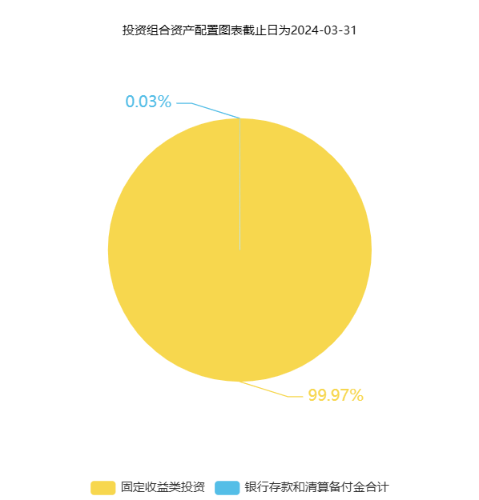 投资组合资产配置图表截止日为2024-03-31
0.03%
99.97%
固定收益类投资 银行存款和清算备付金合计